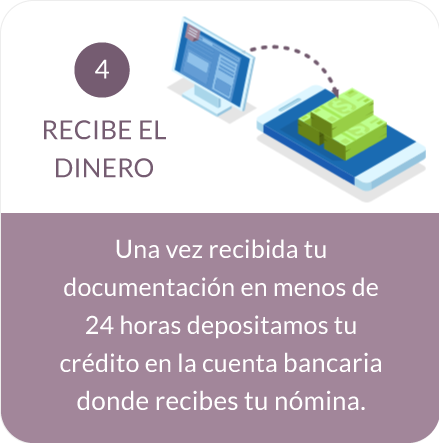 4
RECIBE EL
DINERO
Una vez recibida tu
documentación en menos de
24 horas depositamos tu
crédito en la cuenta bancaria
donde recibes tu nómina.